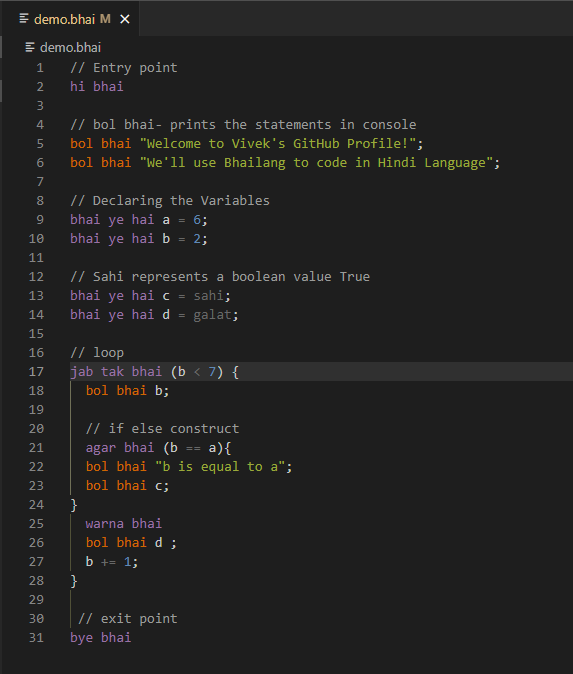 demo.bhai M
demo.bhai
1 // Entry point
2 hi bhai
3
4 // bol bhai- prints the statements in console
5 bol bhai "Welcome to Vivek's GitHub Profile!";
6 bol bhai "We'll use Bhailang to code in Hindi Language";
7
8 // Declaring the Variables
9 bhai ye hai a = 6;
10 bhai ye hai b = 2;
11
12 // Sahi represents a boolean value True
13 bhai ye hai c = sahi;
14 bhai ye hai d = galat;
15
16 // loop
17 jab tak bhai (b < 7) {
18 bol bhai b;
19
20 // if else construct
21 agar bhai (b == a){
22 bol bhai "b is equal to a";
23 bol bhai c;
24 }
25 warna bhai
26 bol bhai d ;
27 b += 1;
28 }
29
30 // exit point
31 bye bhai